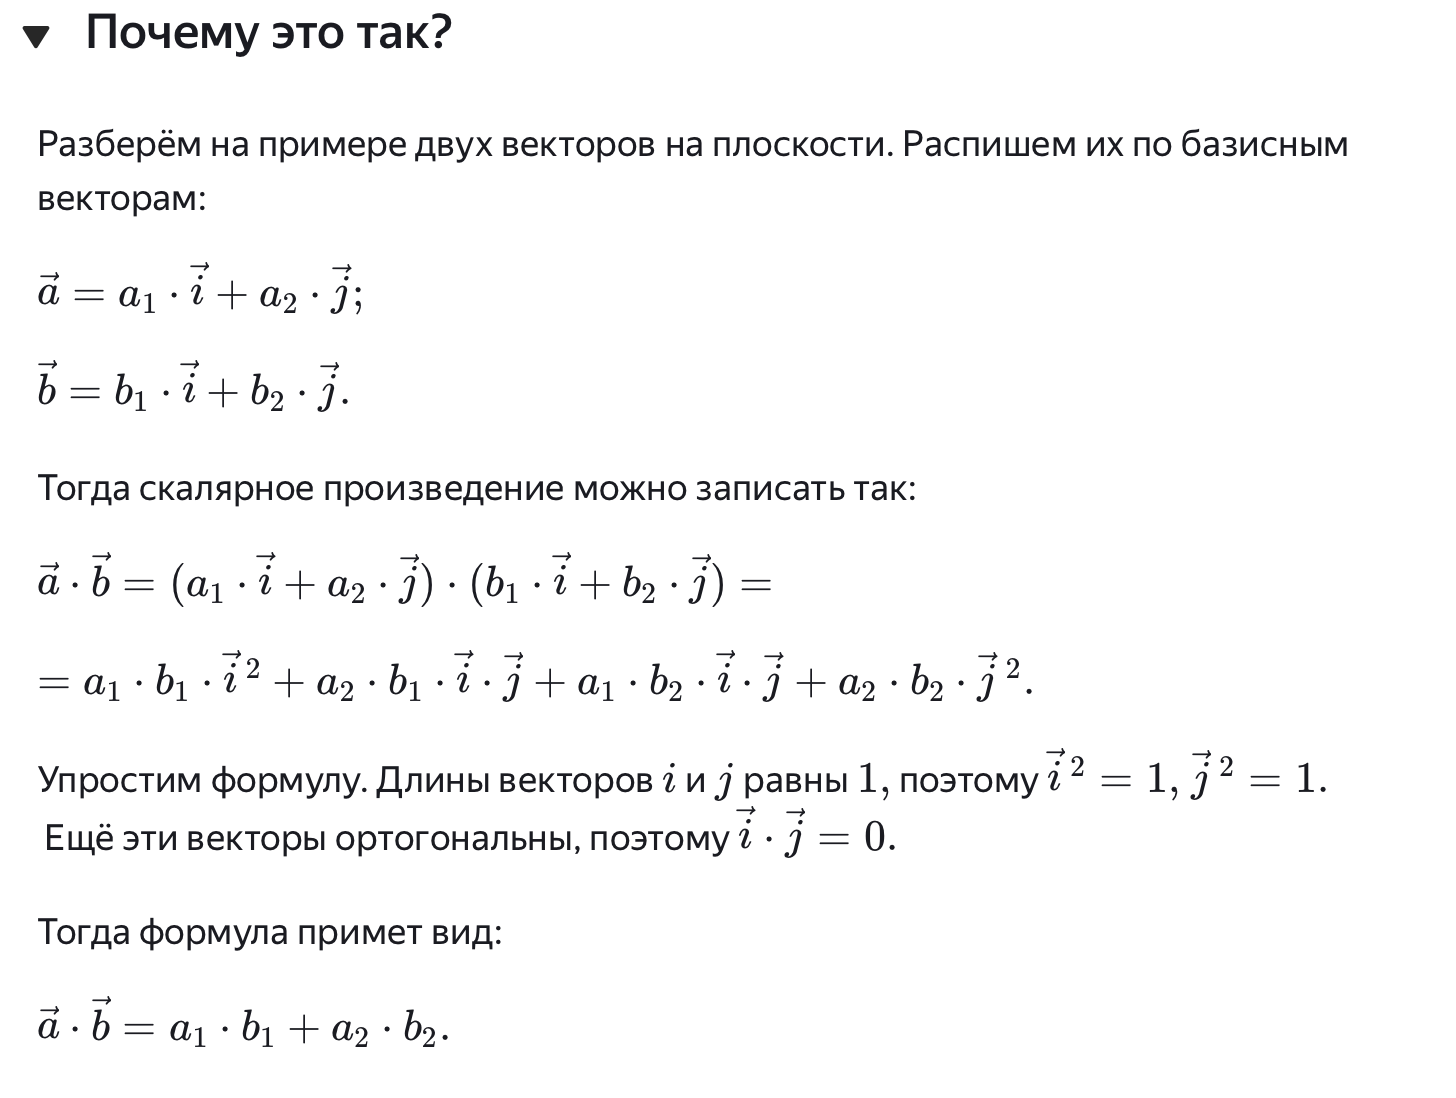 Почему это так?
Разберём на примере двух векторов на плоскости. Распишем их по базисным
векторам:
$\vec{a} = a_1 \cdot \vec{i} + a_2 \cdot \vec{j};$
$\vec{b} = b_1 \cdot \vec{i} + b_2 \cdot \vec{j}.$
Тогда скалярное произведение можно записать так:
$\vec{a} \cdot \vec{b} = (a_1 \cdot \vec{i} + a_2 \cdot \vec{j}) \cdot (b_1 \cdot \vec{i} + b_2 \cdot \vec{j}) =$
$= a_1 \cdot b_1 \cdot \vec{i}^{\,2} + a_2 \cdot b_1 \cdot \vec{i} \cdot \vec{j} + a_1 \cdot b_2 \cdot \vec{i} \cdot \vec{j} + a_2 \cdot b_2 \cdot \vec{j}^{\,2}.$
Упростим формулу. Длины векторов $i$ и $j$ равны $1,$ поэтому $\vec{i}^{\,2} = 1, \vec{j}^{\,2} = 1.$
Ещё эти векторы ортогональны, поэтому $\vec{i} \cdot \vec{j} = 0.$
Тогда формула примет вид:
$\vec{a} \cdot \vec{b} = a_1 \cdot b_1 + a_2 \cdot b_2.$